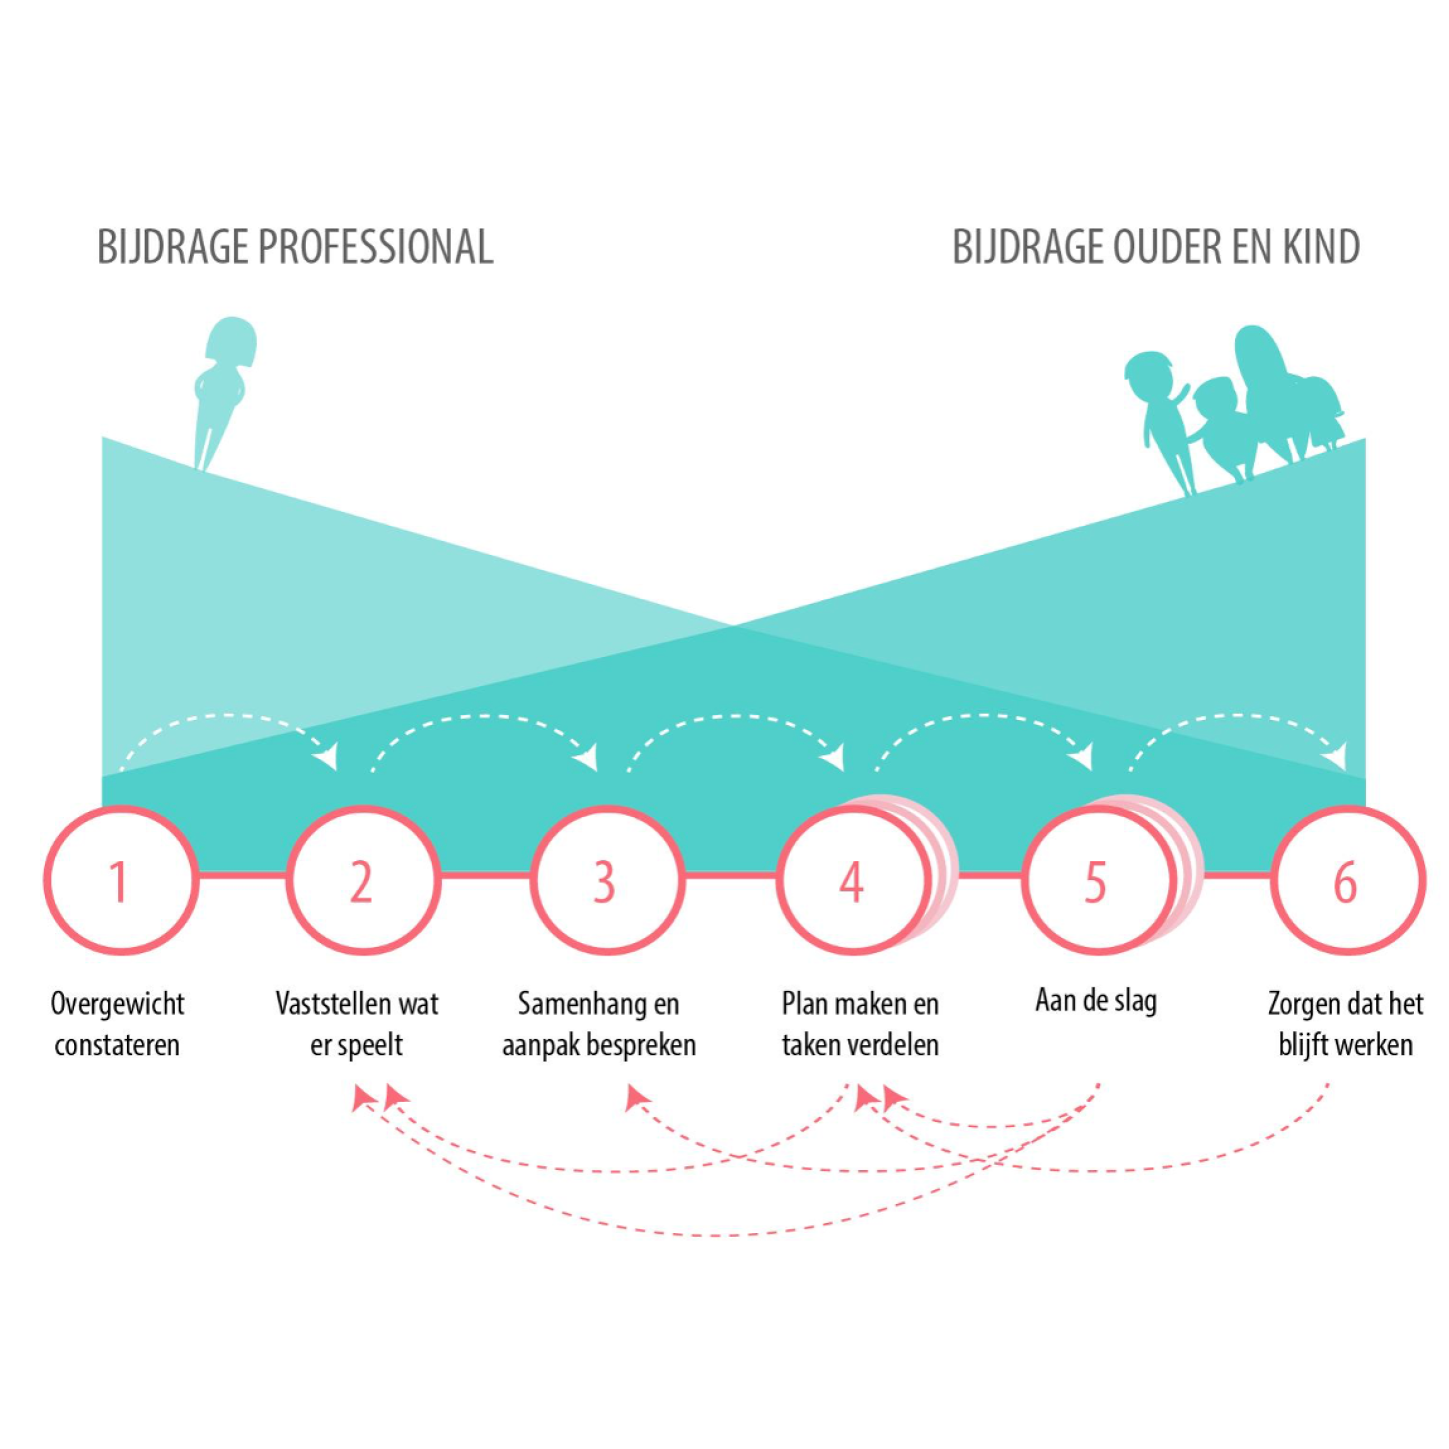 BIJDRAGE PROFESSIONAL
BIJDRAGE OUDER EN KIND
1
2
3
4
5
6
Overgewicht
constateren
Vaststellen wat
er speelt
Samenhang en
aanpak bespreken
Plan maken en
taken verdelen
Aan de slag
Zorgen dat het
blijft werken